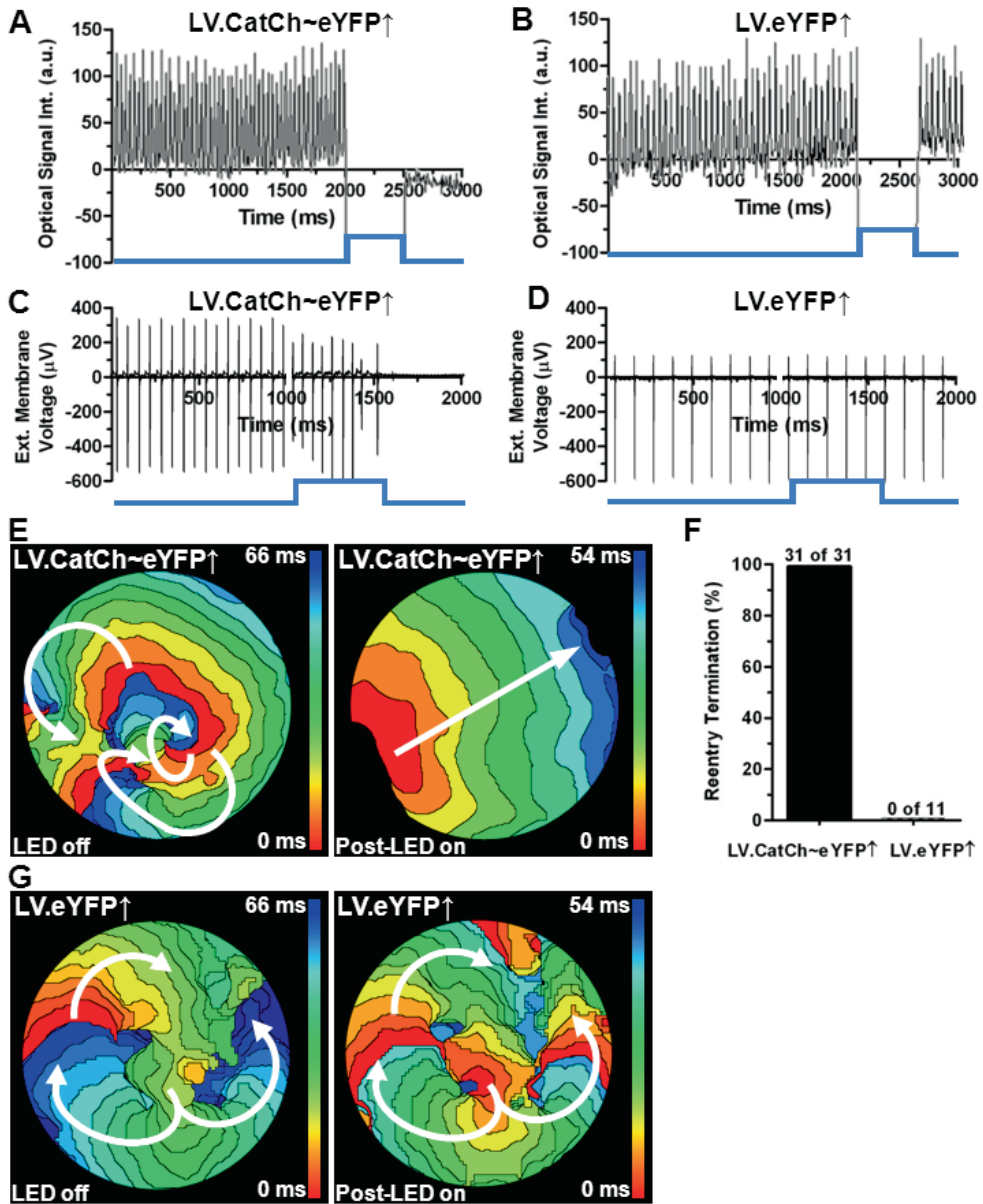 A
LV.CatCh~eYFP↑
Optical Signal Int. (a.u.)
150
100
50
0
-50
-100
500 1000 1500 2000 2500 3000
Time (ms)
B
LV.eYFP↑
Optical Signal Int. (a.u.)
150
100
50
0
-50
-100
500 1000 1500 2000 2500 3000
Time (ms)
C
LV.CatCh~eYFP↑
Ext. Membrane
Voltage (μV)
400
200
0
-200
-400
-600
500 1000 1500 2000
Time (ms)
D
LV.eYFP↑
Ext. Membrane
Voltage (μV)
400
200
0
-200
-400
-600
500 1000 1500 2000
Time (ms)
E
LV.CatCh~eYFP↑
66 ms
0 ms
LED off
LV.CatCh~eYFP↑
54 ms
0 ms
Post-LED on
F
31 of 31
0 of 11
Reentry Termination (%)
100
80
60
40
20
0
LV.CatCh~eYFP↑ LV.eYFP↑
G
LV.eYFP↑
66 ms
0 ms
LED off
LV.eYFP↑
54 ms
0 ms
Post-LED on